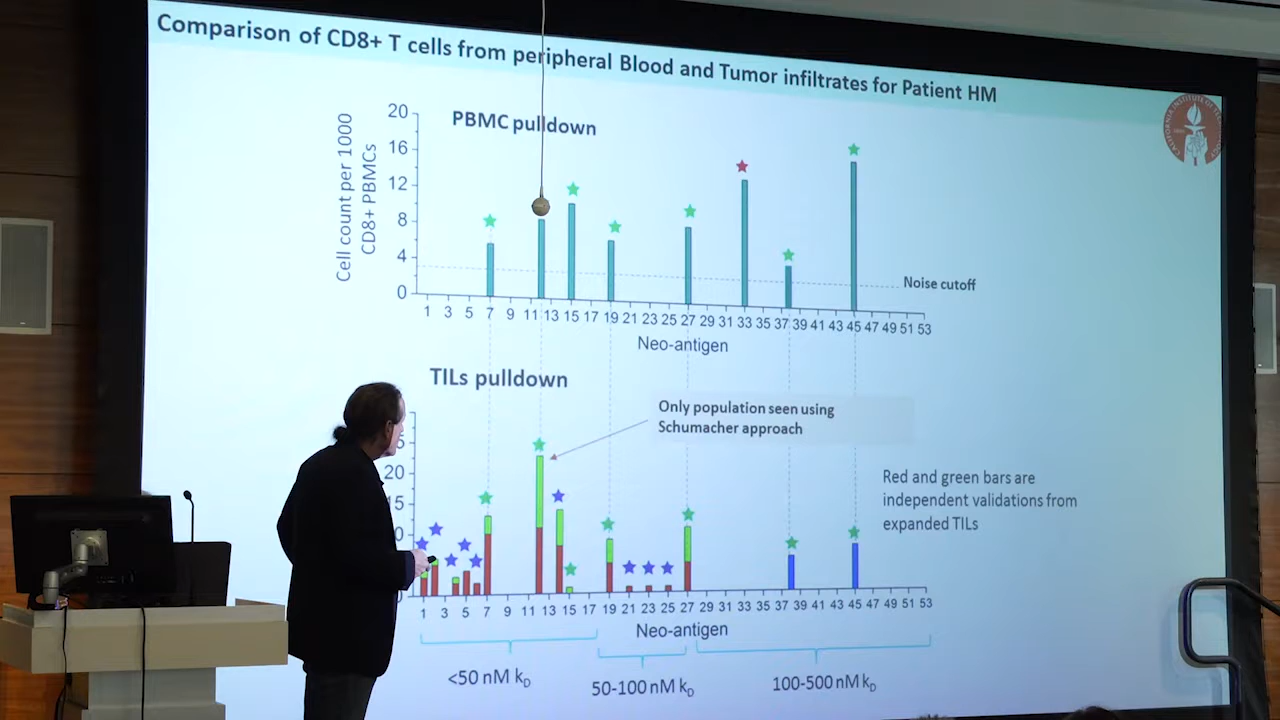 Comparison of CD8+ T cells from peripheral Blood and Tumor infiltrates for Patient HM
PBMC pulldown
Cell count per 1000
CD8+ PBMCs
20
16
12
8
4
0
Noise cutoff
1 3 5 7 9 11 13 15 17 19 21 23 25 27 29 31 33 35 37 39 41 43 45 47 49 51 53
Neo-antigen
TILs pulldown
Only population seen using
Schumacher approach
20
Red and green bars are
independent validations from
expanded TILs
1 3 5 7 9 11 13 15 17 19 21 23 25 27 29 31 33 35 37 39 41 43 45 47 49 51 53
Neo-antigen
<50 nM kD
50-100 nM kD
100-500 nM kD